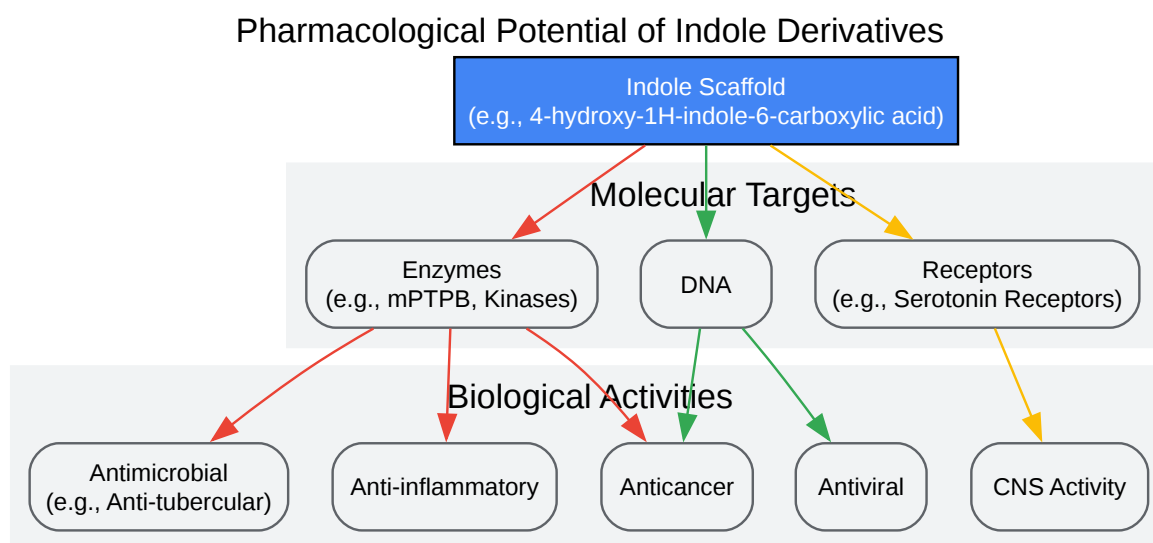 Pharmacological Potential of Indole Derivatives
Indole Scaffold
(e.g., 4-hydroxy-1H-indole-6-carboxylic acid)
Molecular Targets
Enzymes
(e.g., mPTPB, Kinases)
DNA
Receptors
(e.g., Serotonin Receptors)
Biological Activities
Antimicrobial
(e.g., Anti-tubercular)
Anti-inflammatory
Anticancer
Antiviral
CNS Activity